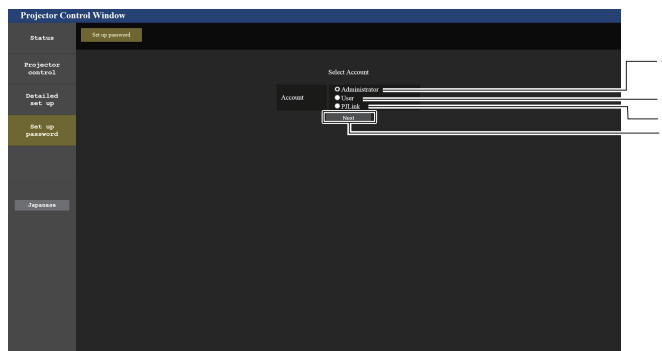 Projector Control Window
Status
Set up password
Projector
control
Select Account
Detailed
set up
Account
Administrator
User
PJLink
Next
Set up
password
Japanese